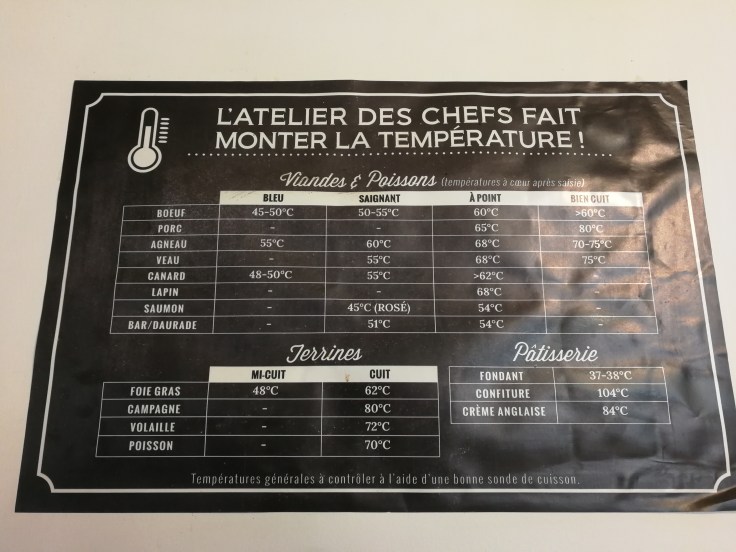 L'ATELIER DES CHEFS FAIT
MONTER LA TEMPÉRATURE !
Viandes & Poissons (températures à cœur après saisie)
BLEU SAIGNANT À POINT BIEN CUIT
BOEUF 45-50°C 50-55°C 60°C >60°C
PORC - - 65°C 80°C
AGNEAU 55°C 60°C 68°C 70-75°C
VEAU - 55°C 68°C 75°C
CANARD 48-50°C 55°C >62°C -
LAPIN - - 68°C -
SAUMON - 45°C (ROSÉ) 54°C -
BAR/DAURADE - 51°C 54°C -
Terrines
MI-CUIT CUIT
FOIE GRAS 48°C 62°C
CAMPAGNE - 80°C
VOLAILLE - 72°C
POISSON - 70°C
Pâtisserie
FONDANT 37-38°C
CONFITURE 104°C
CRÈME ANGLAISE 84°C
Températures générales à contrôler à l'aide d'une bonne sonde de cuisson.